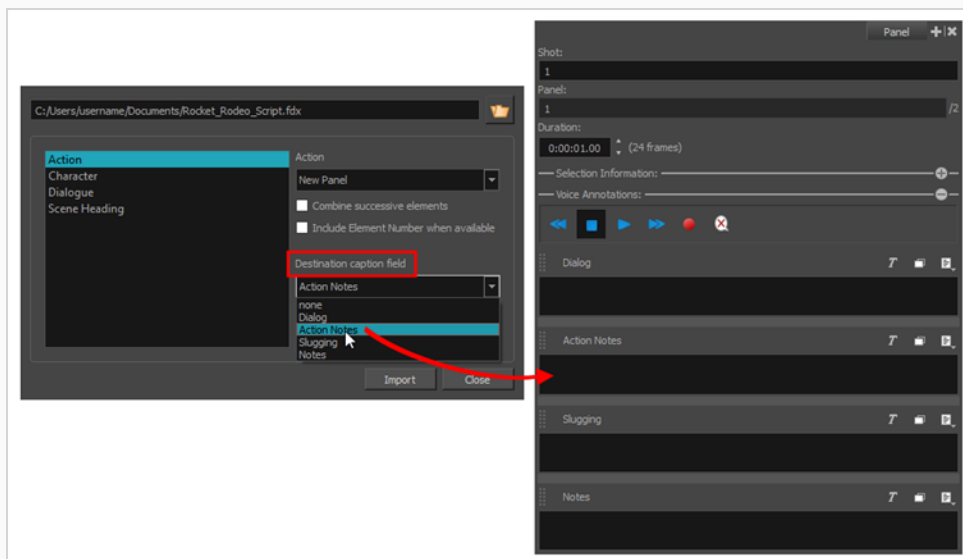 C:/Users/username/Documents/Rocket_Rodeo_Script.fdx
Action
Character
Dialogue
Scene Heading
Action
New Panel
Combine successive elements
Include Element Number when available
Destination caption field
Action Notes
none
Dialog
Action Notes
Slugging
Notes
Import
Close
Panel
Shot:
1
Panel:
1
/2
Duration:
0:00:01.00
(24 frames)
Selection Information:
Voice Annotations:
Dialog
T
Action Notes
T
Slugging
T
Notes
T